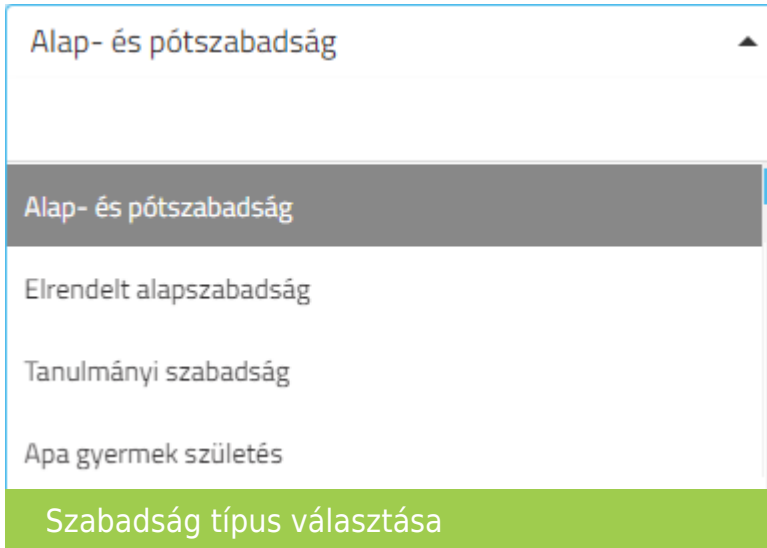 Alap- és pótszabadság
Alap- és pótszabadság
Elrendelt alapszabadság
Tanulmányi szabadság
Apa gyermek születés
Szabadság típus választása